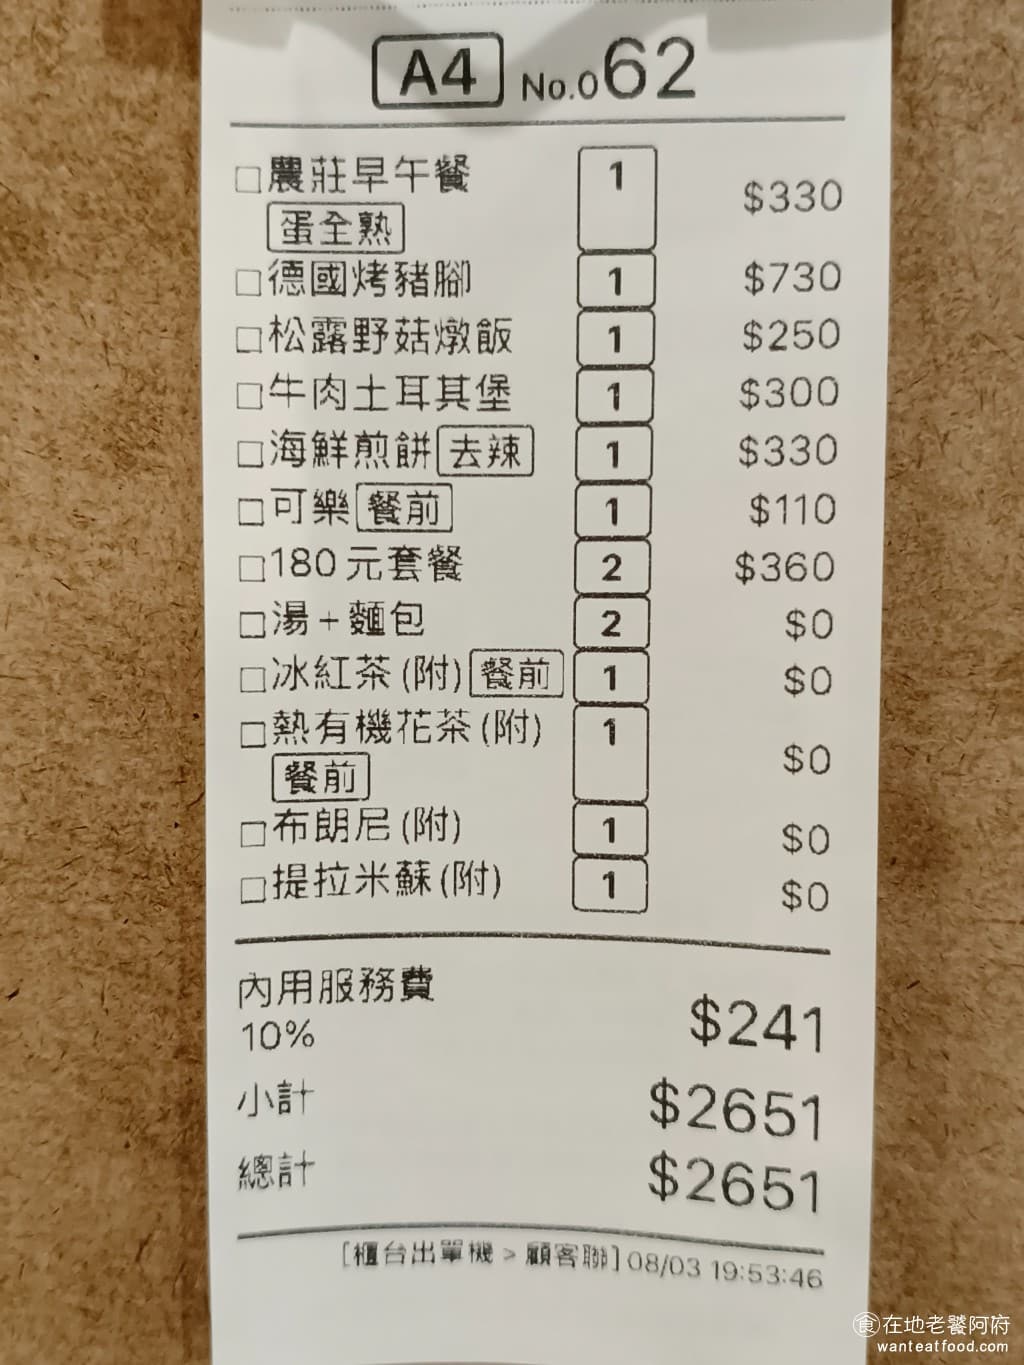 A4 No.062
□農莊早午餐 1 $330
蛋全熟
□德國烤豬腳 1 $730
□松露野菇燉飯 1 $250
□牛肉土耳其堡 1 $300
□海鮮煎餅 去辣 1 $330
□可樂 餐前 1 $110
□180 元套餐 2 $360
□湯+麵包 2 $0
□冰紅茶(附) 餐前 1 $0
□熱有機花茶(附) 1 $0
餐前
□布朗尼(附) 1 $0
□提拉米蘇(附) 1 $0
內用服務費
10% $241
小計 $2651
總計 $2651
[櫃台出單機 > 顧客聯] 08/03 19:53:46
食在地老饕阿府
wanteatfood.com